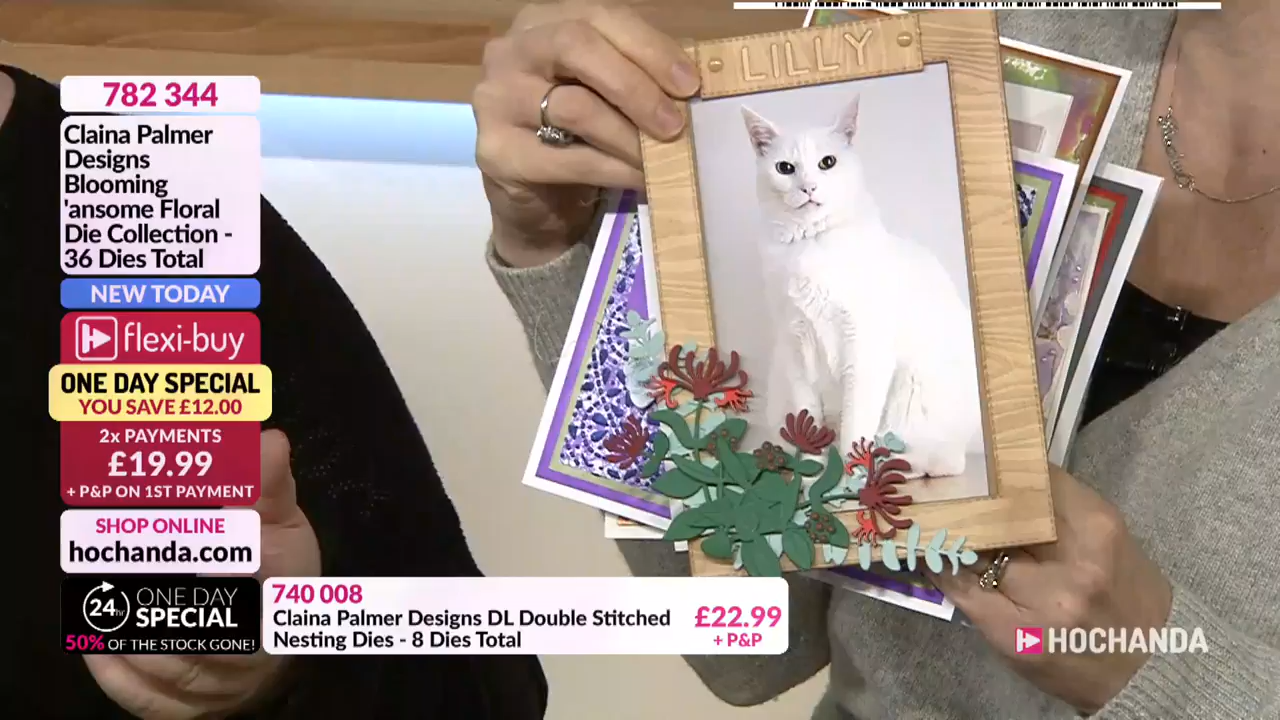 782 344
Claina Palmer
Designs
Blooming
'ansome Floral
Die Collection -
36 Dies Total
NEW TODAY
flexi-buy
ONE DAY SPECIAL
YOU SAVE £12.00
2x PAYMENTS
£19.99
+ P&P ON 1ST PAYMENT
SHOP ONLINE
hochanda.com
24hr ONE DAY
SPECIAL
50% OF THE STOCK GONE!
740 008
Claina Palmer Designs DL Double Stitched
Nesting Dies - 8 Dies Total
£22.99
+ P&P
LILLY
HOCHANDA